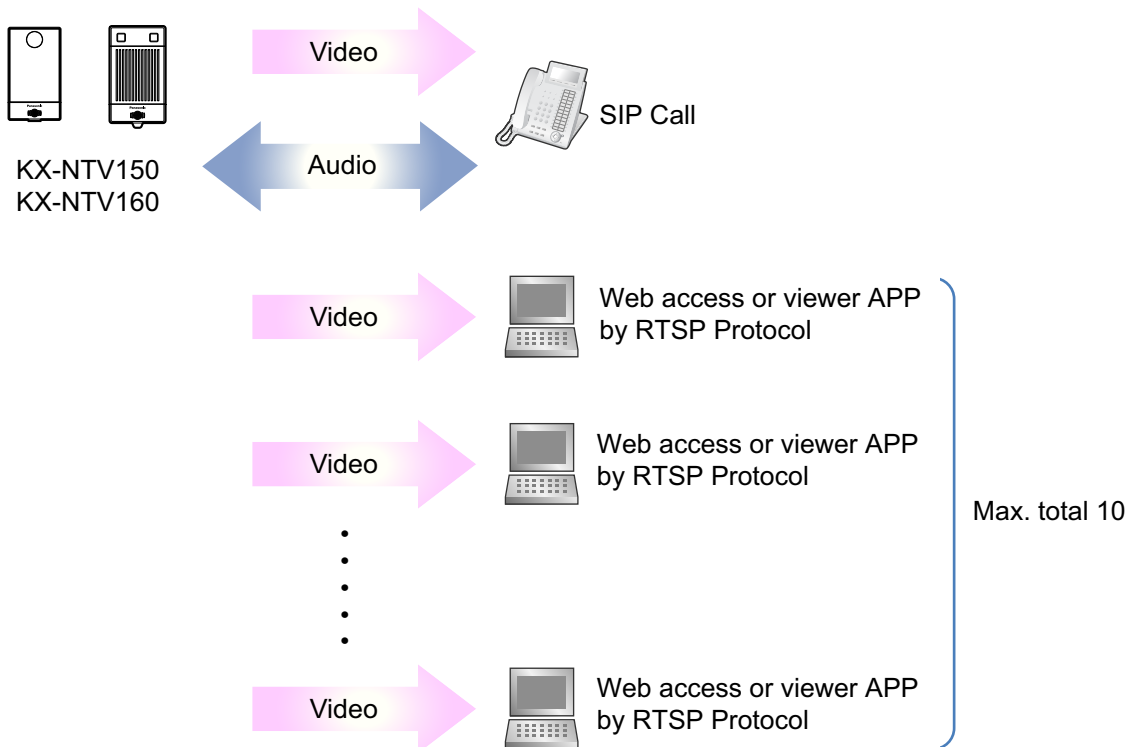 Video
SIP Call
Audio
KX-NTV150
KX-NTV160
Video
Web access or viewer APP
by RTSP Protocol
Video
Web access or viewer APP
by RTSP Protocol
Max. total 10
Video
Web access or viewer APP
by RTSP Protocol